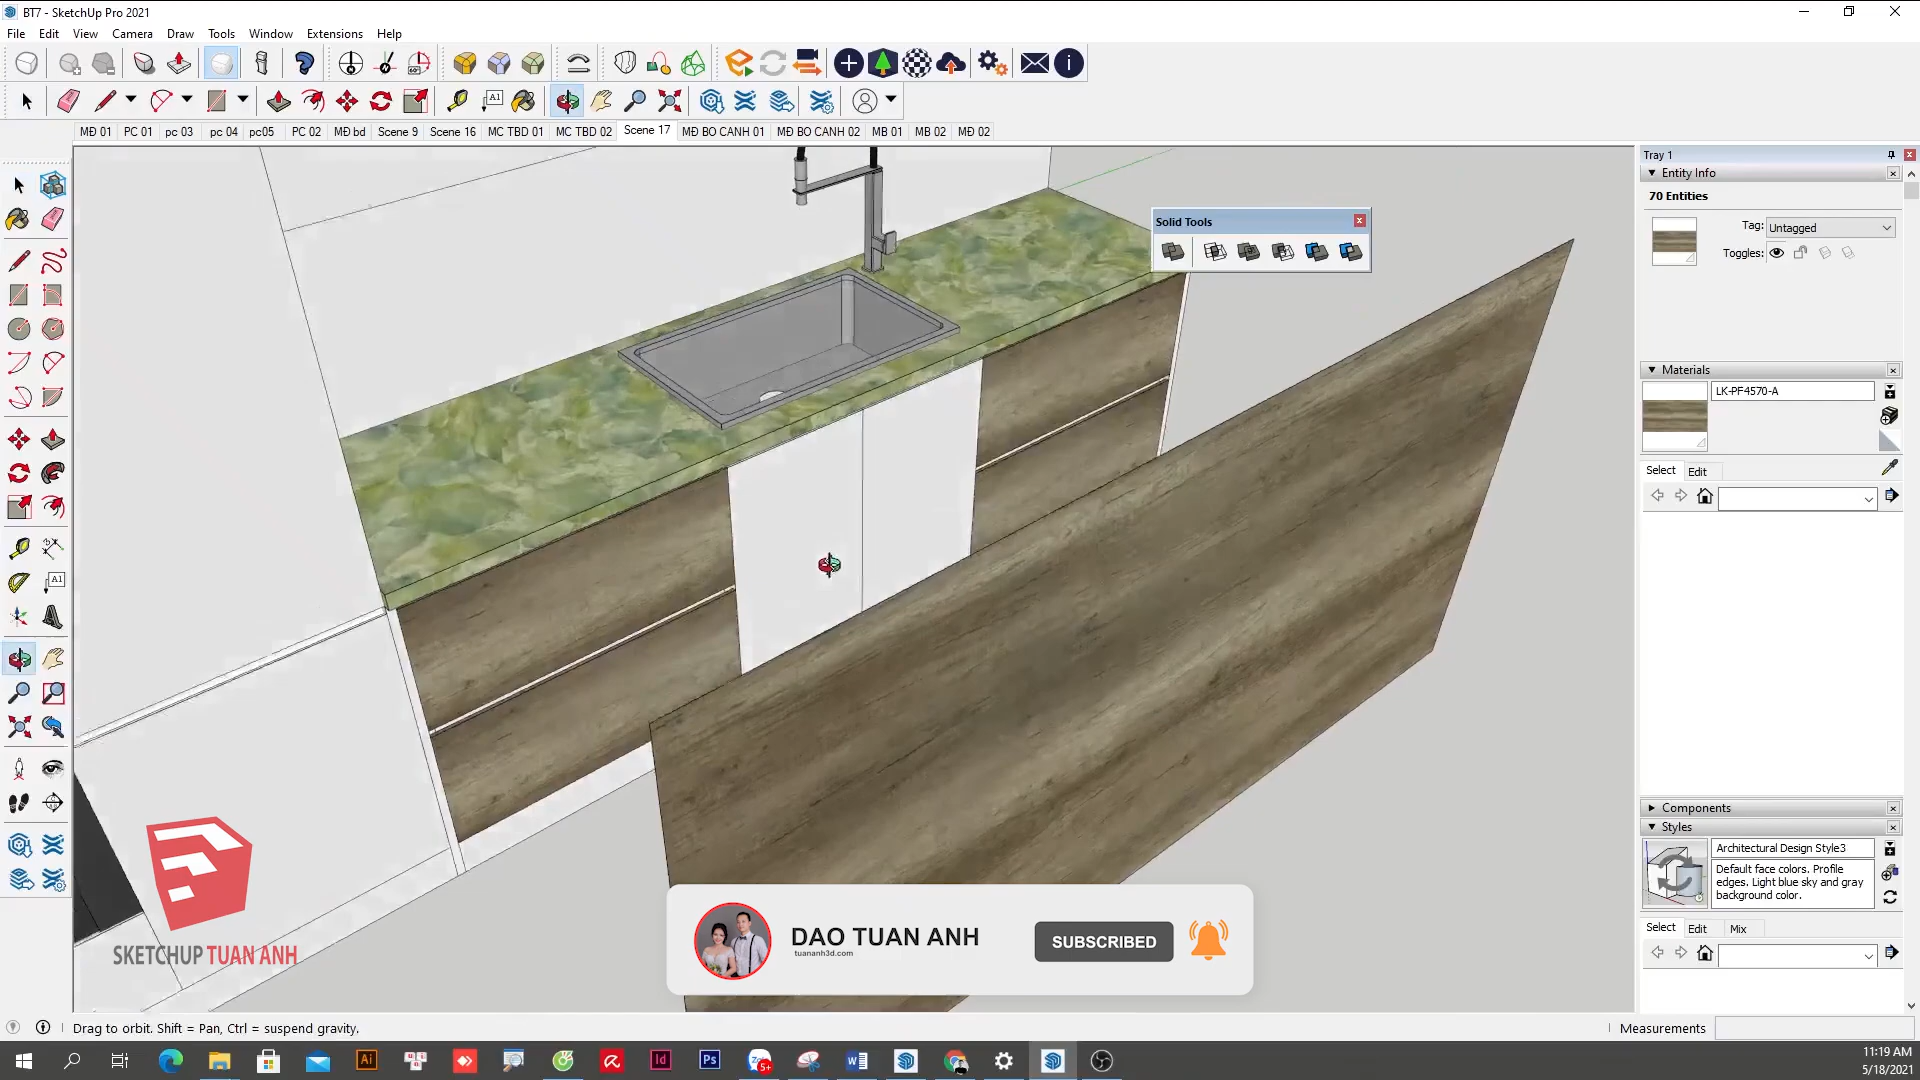 BT7 - SketchUp Pro 2021
File Edit View Camera Draw Tools Window Extensions Help
MĐ 01 PC 01 pc 03 pc 04 pc05 PC 02 MĐ bd Scene 9 Scene 16 MC TBD 01 MC TBD 02 Scene 17 MĐ BO CANH 01 MĐ BO CANH 02 MB 01 MB 02 MĐ 02
Tray 1
Entity Info
70 Entities
Tag: Untagged
Toggles:
Solid Tools
Materials
LK-PF4570-A
Select Edit
Components
Styles
Architectural Design Style3
Default face colors. Profile
edges. Light blue sky and gray
background color.
Select Edit Mix
SKETCHUP TUAN ANH
DAO TUAN ANH
tuananh3d.com
SUBSCRIBED
Drag to orbit. Shift = Pan, Ctrl = suspend gravity.
Measurements
11:19 AM
5/18/2021